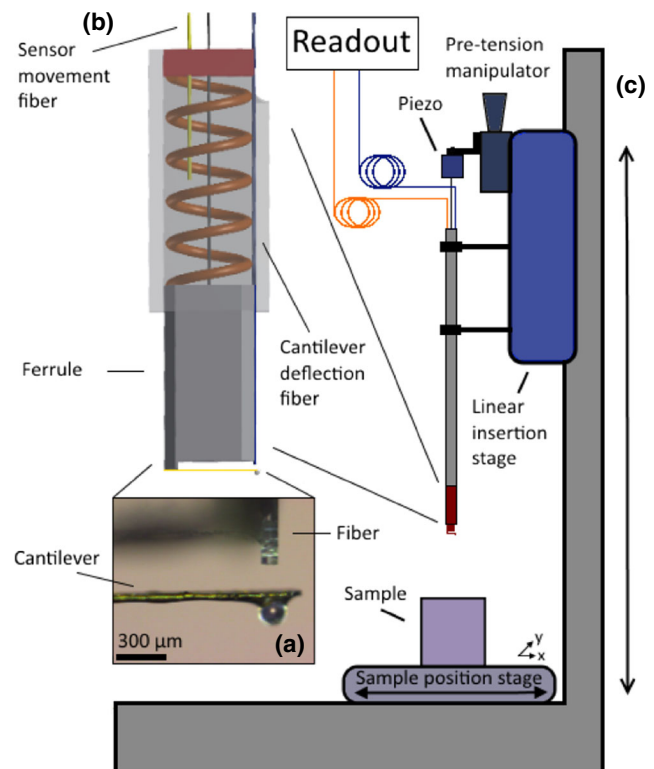 (b)
Sensor
movement
fiber
Readout
Pre-tension
manipulator
(c)
Piezo
Cantilever
deflection
fiber
Ferrule
Linear
insertion
stage
Fiber
Cantilever
300 µm
(a)
Sample
y
x
Sample position stage